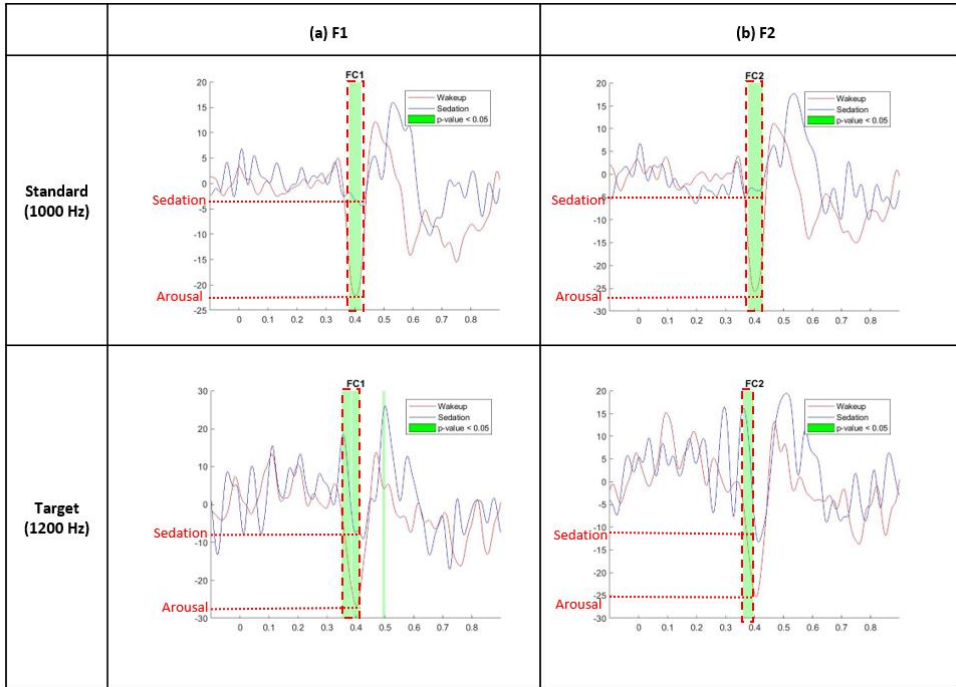 (a) F1
(b) F2
Standard
(1000 Hz)
FC1
Wakeup
Sedation
p-value < 0.05
20
15
10
5
0
-5
-10
-15
-20
-25
Sedation
Arousal
0 0.1 0.2 0.3 0.4 0.5 0.6 0.7 0.8
FC2
Wakeup
Sedation
p-value < 0.05
20
15
10
5
0
-5
-10
-15
-20
-25
-30
Sedation
Arousal
0 0.1 0.2 0.3 0.4 0.5 0.6 0.7 0.8
Target
(1200 Hz)
FC1
Wakeup
Sedation
p-value < 0.05
30
20
10
0
-10
-20
-30
Sedation
Arousal
0 0.1 0.2 0.3 0.4 0.5 0.6 0.7 0.8
FC2
Wakeup
Sedation
p-value < 0.05
20
15
10
5
0
-5
-10
-15
-20
-25
-30
Sedation
Arousal
0 0.1 0.2 0.3 0.4 0.5 0.6 0.7 0.8